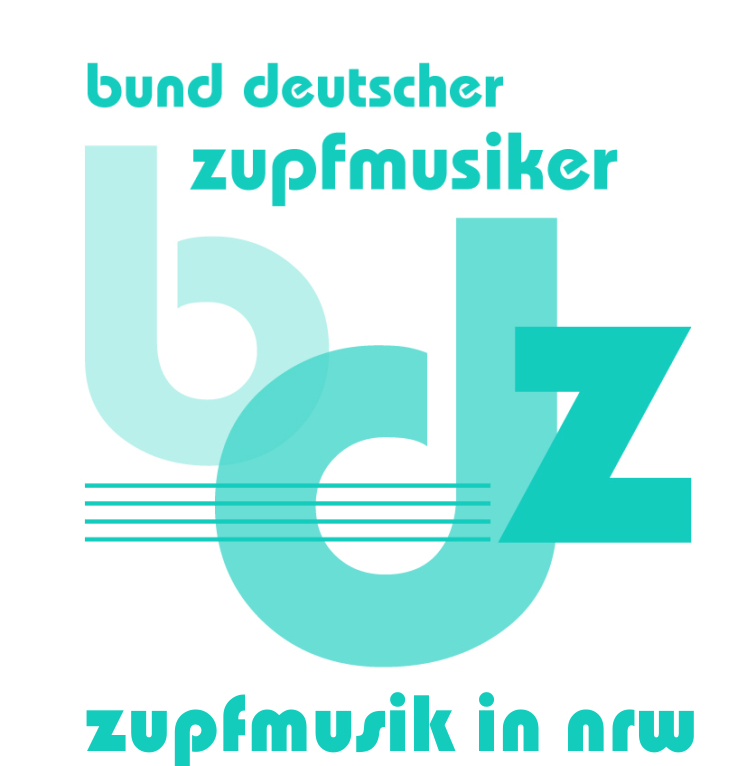 bund deutscher
zupfmusiker
bdz
zupfmusik in nrw